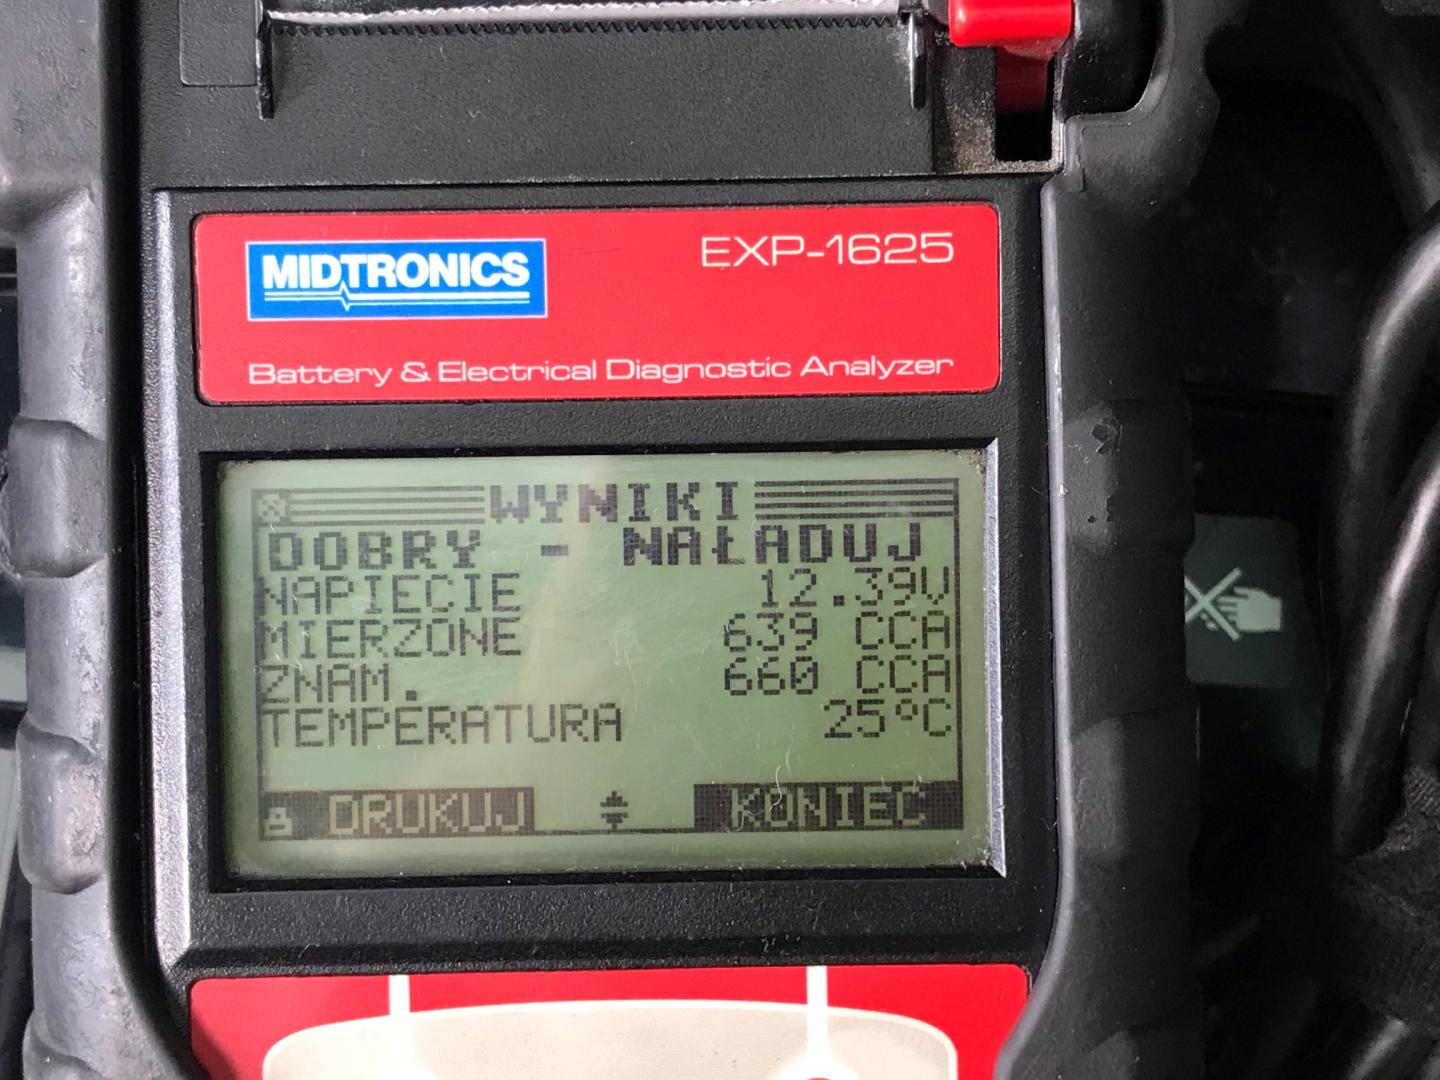 MIDTRONICS
EXP-1625
Battery & Electrical Diagnostic Analyzer
WYNIKI
DOBRY - NAŁADUJ
NAPIECIE 12.39V
MIERZONE 639 CCA
ZNAM. 660 CCA
TEMPERATURA 25°C
DRUKUJ KONIEC